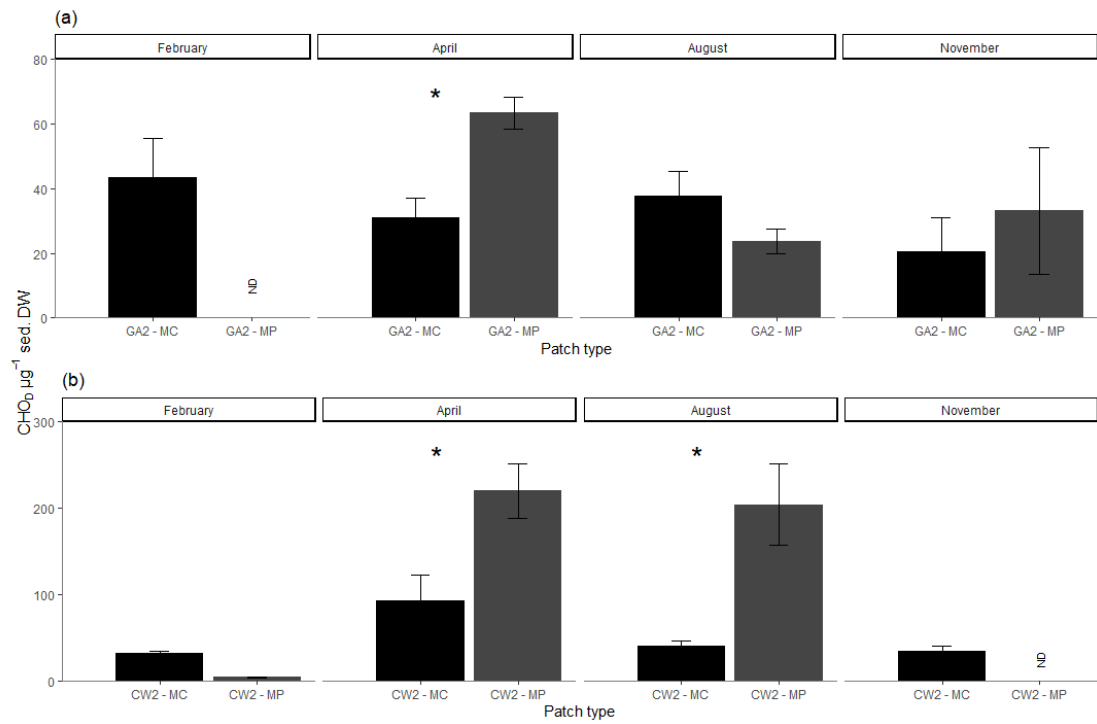 (a)
February April August November
80
60
40
20
0
*
ND
GA2 - MC GA2 - MP GA2 - MC GA2 - MP GA2 - MC GA2 - MP GA2 - MC GA2 - MP
Patch type
CHO_D µg⁻¹ sed. DW
(b)
February April August November
300
200
100
0
* *
ND
CW2 - MC CW2 - MP CW2 - MC CW2 - MP CW2 - MC CW2 - MP CW2 - MC CW2 - MP
Patch type